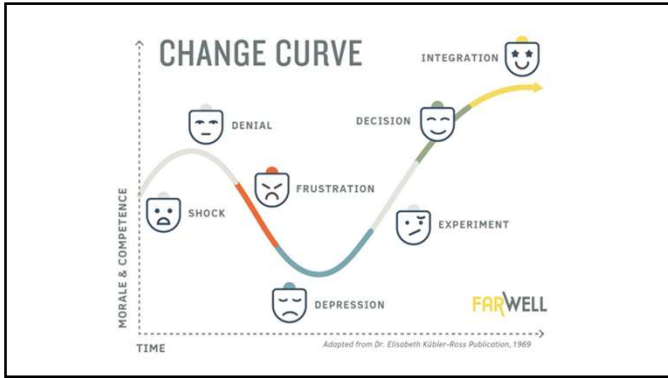 CHANGE CURVE
INTEGRATION
DENIAL
DECISION
FRUSTRATION
SHOCK
EXPERIMENT
DEPRESSION
MORALE & COMPETENCE
FARWELL
TIME
Adapted from Dr. Elisabeth Kübler-Ross Publication, 1969